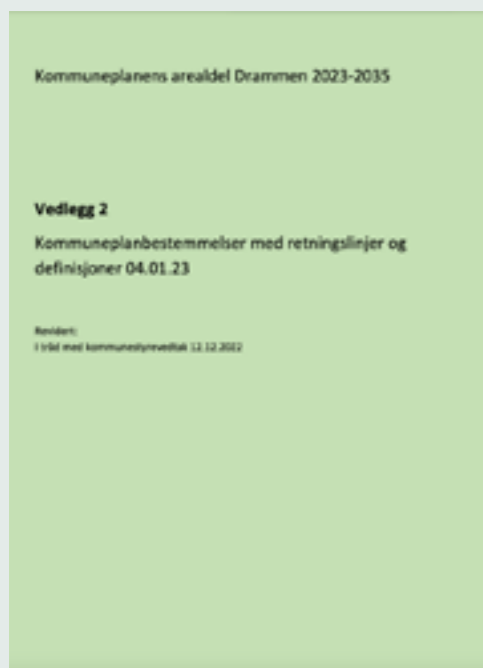 Kommuneplanens arealdel Drammen 2023-2035
Vedlegg 2
Kommuneplanbestemmelser med retningslinjer og
definisjoner 04.01.23
Revidert:
I tråd med kommunestyrevedtak 12.12.2022